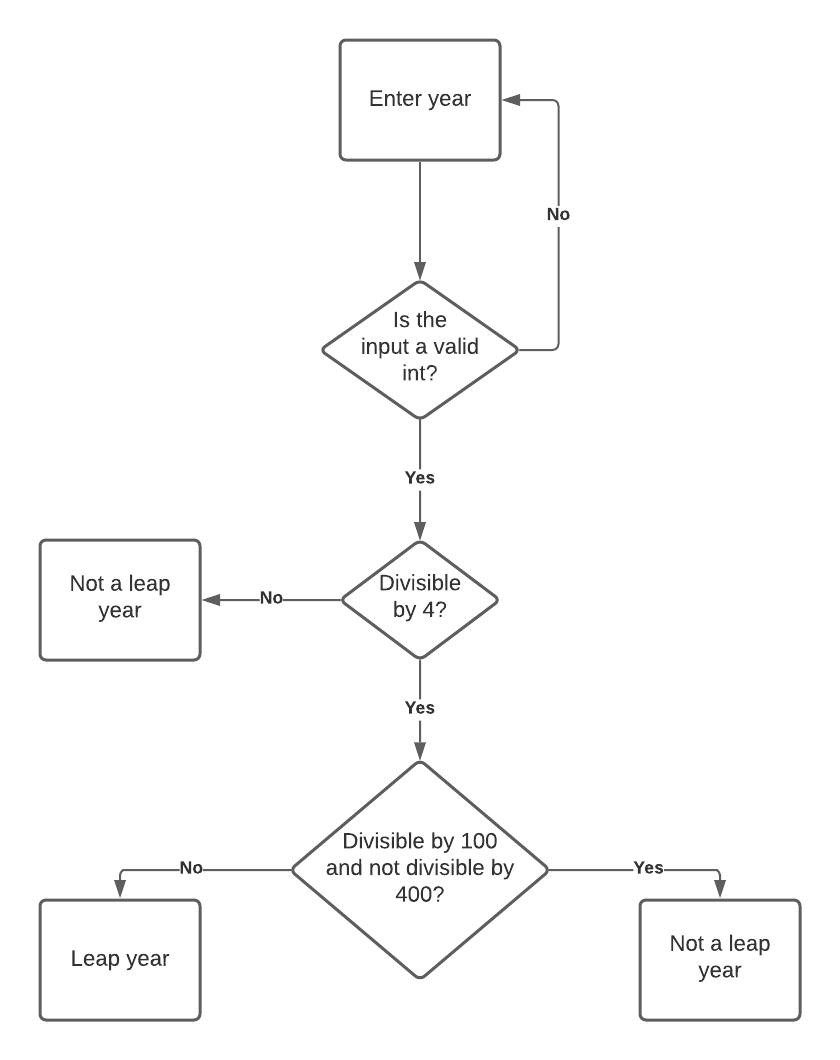 Enter year
No
Is the
input a valid
int?
Yes
Not a leap
year
No
Divisible
by 4?
Yes
Divisible by 100
and not divisible by
400?
No
Yes
Leap year
Not a leap
year